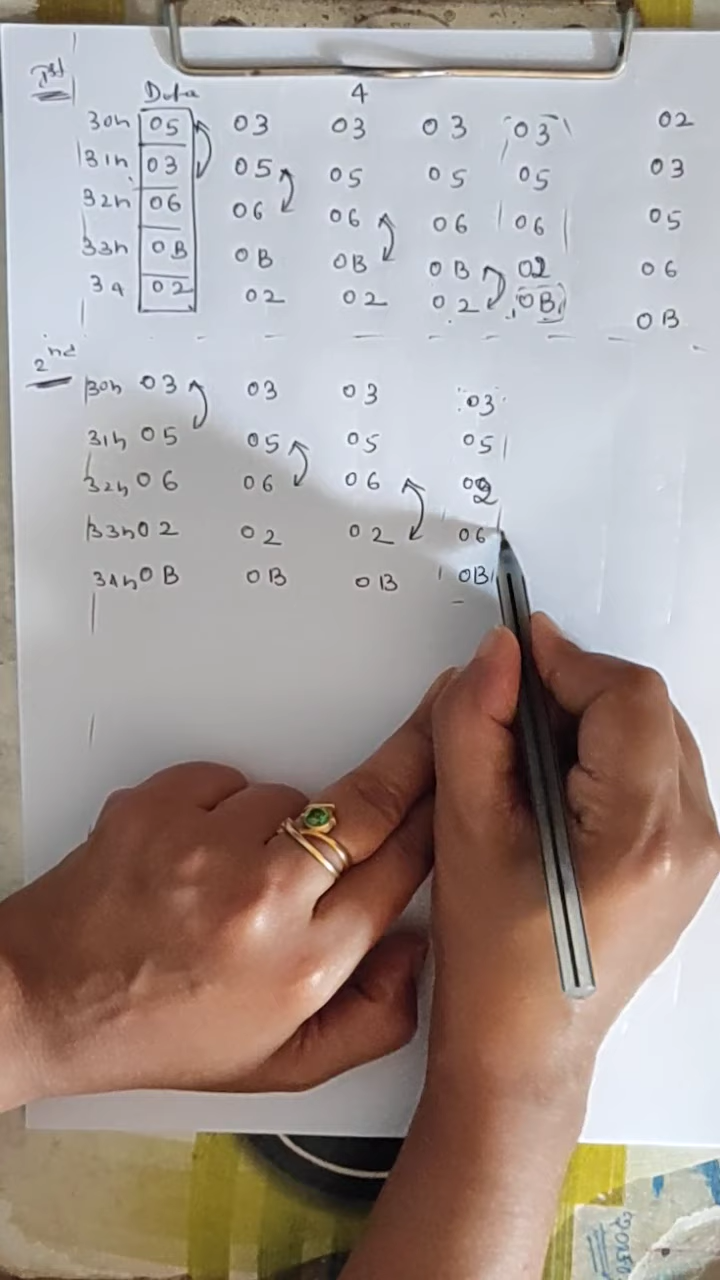 1st
Data 4
30h 05 03 03 03 03 02
31h 03 05 05 05 05 03
32h 06 06 06 06 06 05
33h 0B 0B 0B 0B 02 06
34 02 02 02 02 0B 0B
2nd
30h 03 03 03 03
31h 05 05 05 05
32h 06 06 06 02
33h 02 02 02 06
34h 0B 0B 0B 0B